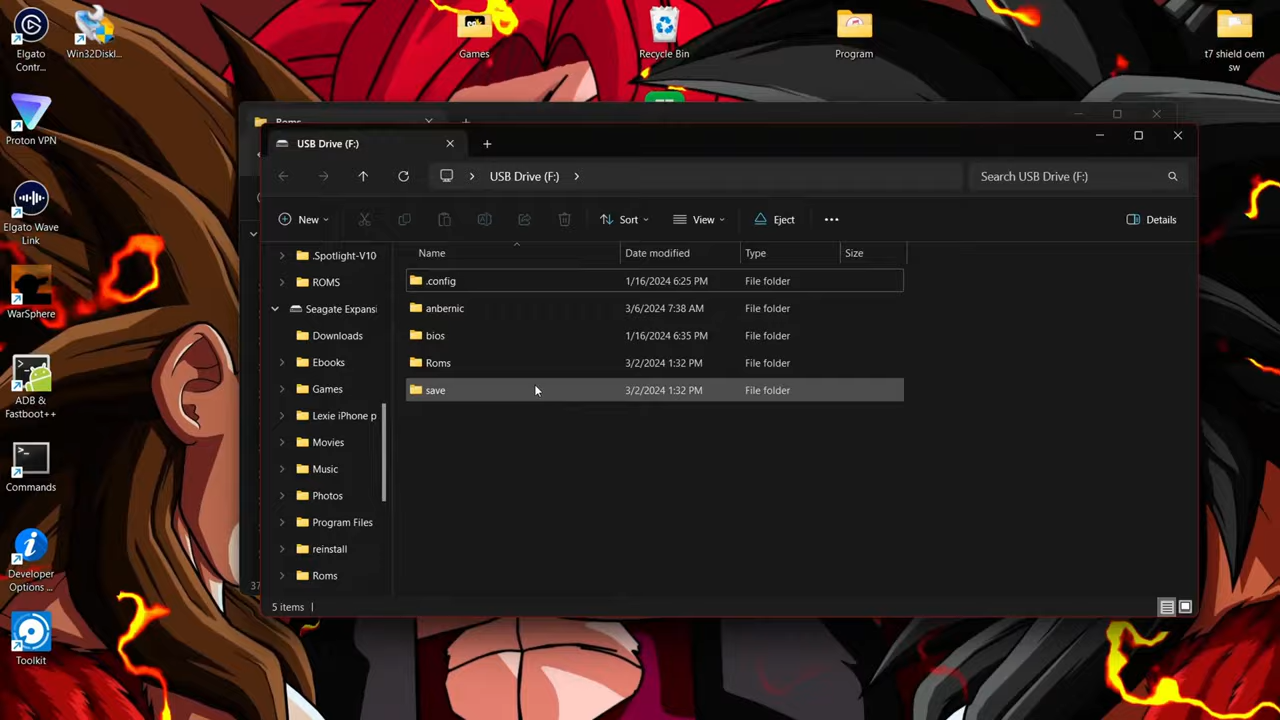 Elgato
Contr...
Win32Diskl...
Games
Recycle Bin
Program
t7 shield oem
sw
Proton VPN
Elgato Wave
Link
WarSphere
ADB &
Fastboot++
Commands
Developer
Options ...
Toolkit
Roms
USB Drive (F:)
USB Drive (F:)
Search USB Drive (F:)
New
Sort
View
Eject
Details
.Spotlight-V10
ROMS
Seagate Expansi
Downloads
Ebooks
Games
Lexie iPhone p
Movies
Music
Photos
Program Files
reinstall
Roms
Name Date modified Type Size
.config 1/16/2024 6:25 PM File folder
anbernic 3/6/2024 7:38 AM File folder
bios 1/16/2024 6:35 PM File folder
Roms 3/2/2024 1:32 PM File folder
save 3/2/2024 1:32 PM File folder
37
5 items